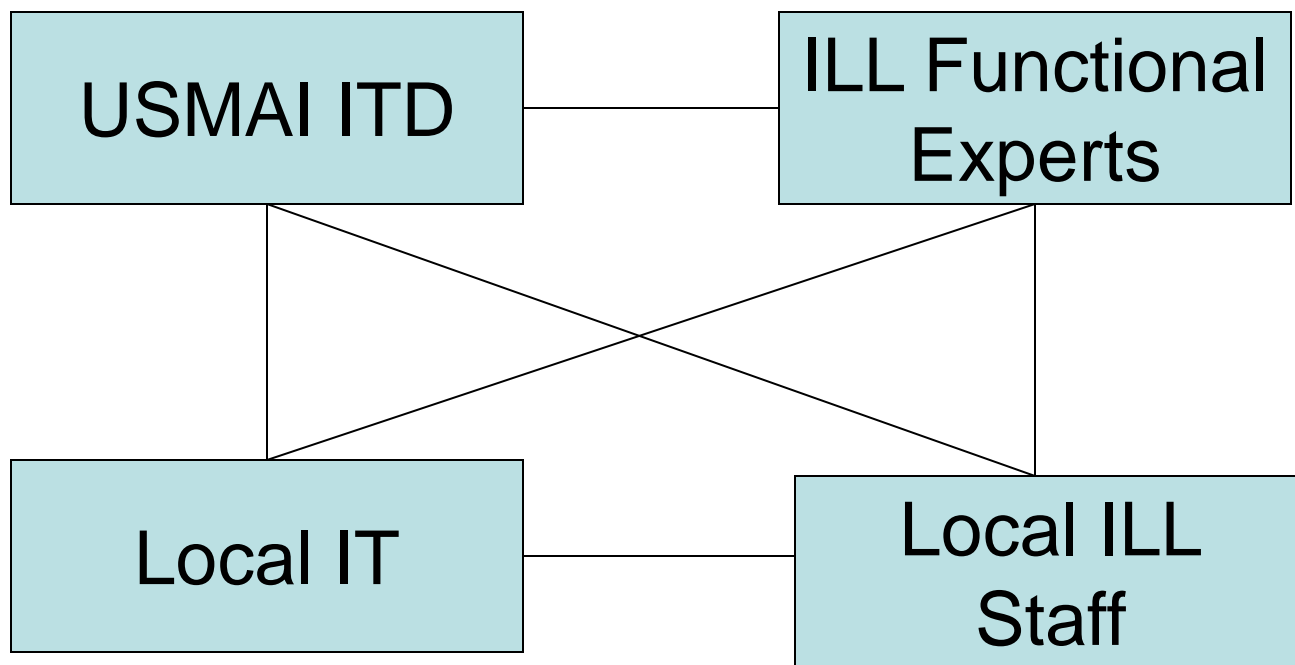 USMAI ITD
ILL Functional
Experts
Local IT
Local ILL
Staff